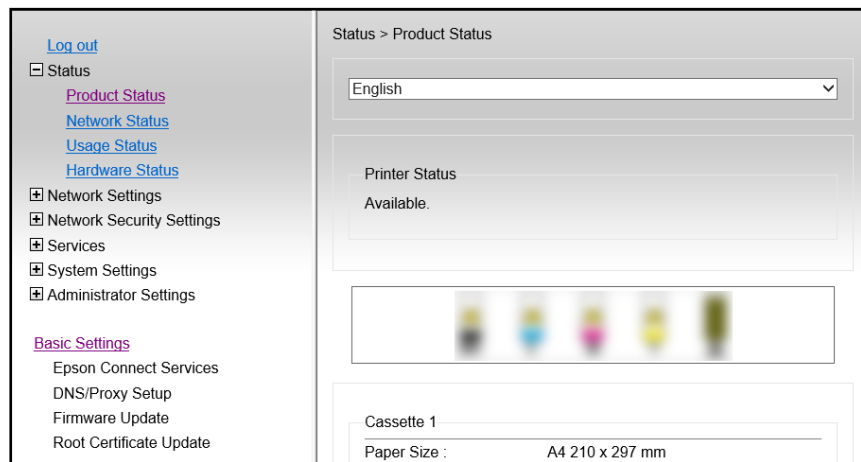 Log out
Status
Product Status
Network Status
Usage Status
Hardware Status
Network Settings
Network Security Settings
Services
System Settings
Administrator Settings
Basic Settings
Epson Connect Services
DNS/Proxy Setup
Firmware Update
Root Certificate Update
Status > Product Status
English
Printer Status
Available.
Cassette 1
Paper Size : A4 210 x 297 mm